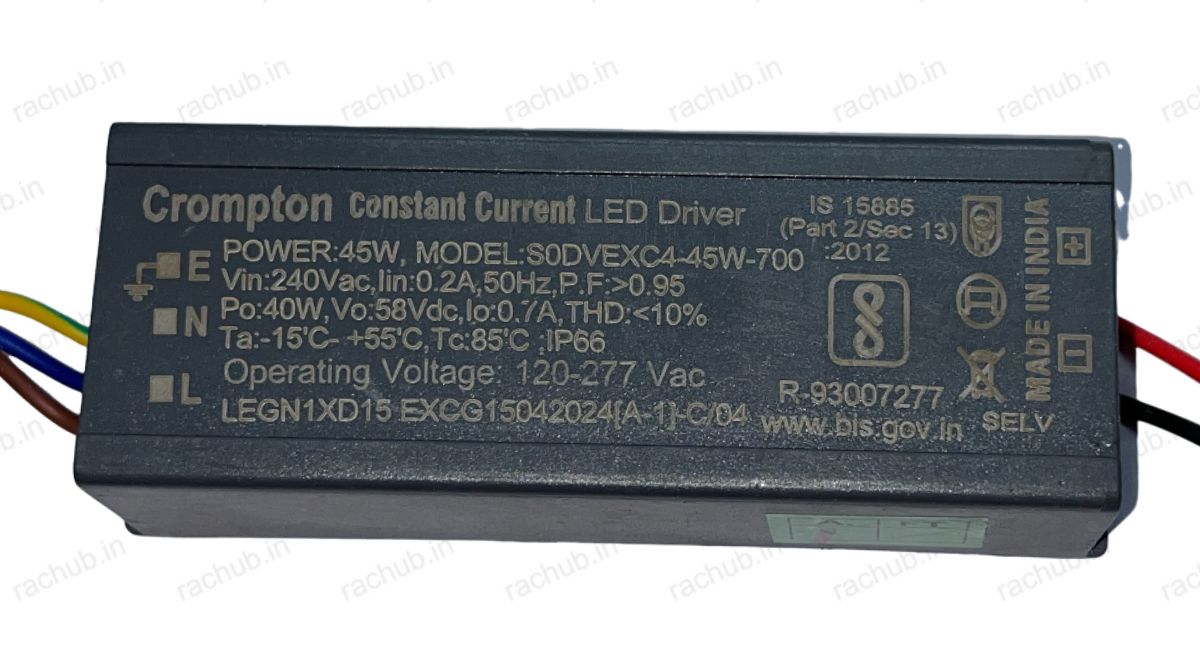 Crompton Constant Current LED Driver
IS 15885
(Part 2/Sec 13)
:2012
E
POWER:45W, MODEL:S0DVEXC4-45W-700
Vin:240Vac,Iin:0.2A,50Hz,P.F:>0.95
N
Po:40W,Vo:58Vdc,Io:0.7A,THD:<10%
Ta:-15'C- +55'C,Tc:85'C :IP66
L
Operating Voltage: 120-277 Vac
LEGN1XD15 EXCG15042024[A-1]-C/04
R-93007277
www.bis.gov.in
SELV
MADE IN INDIA
+
-
rachub.in